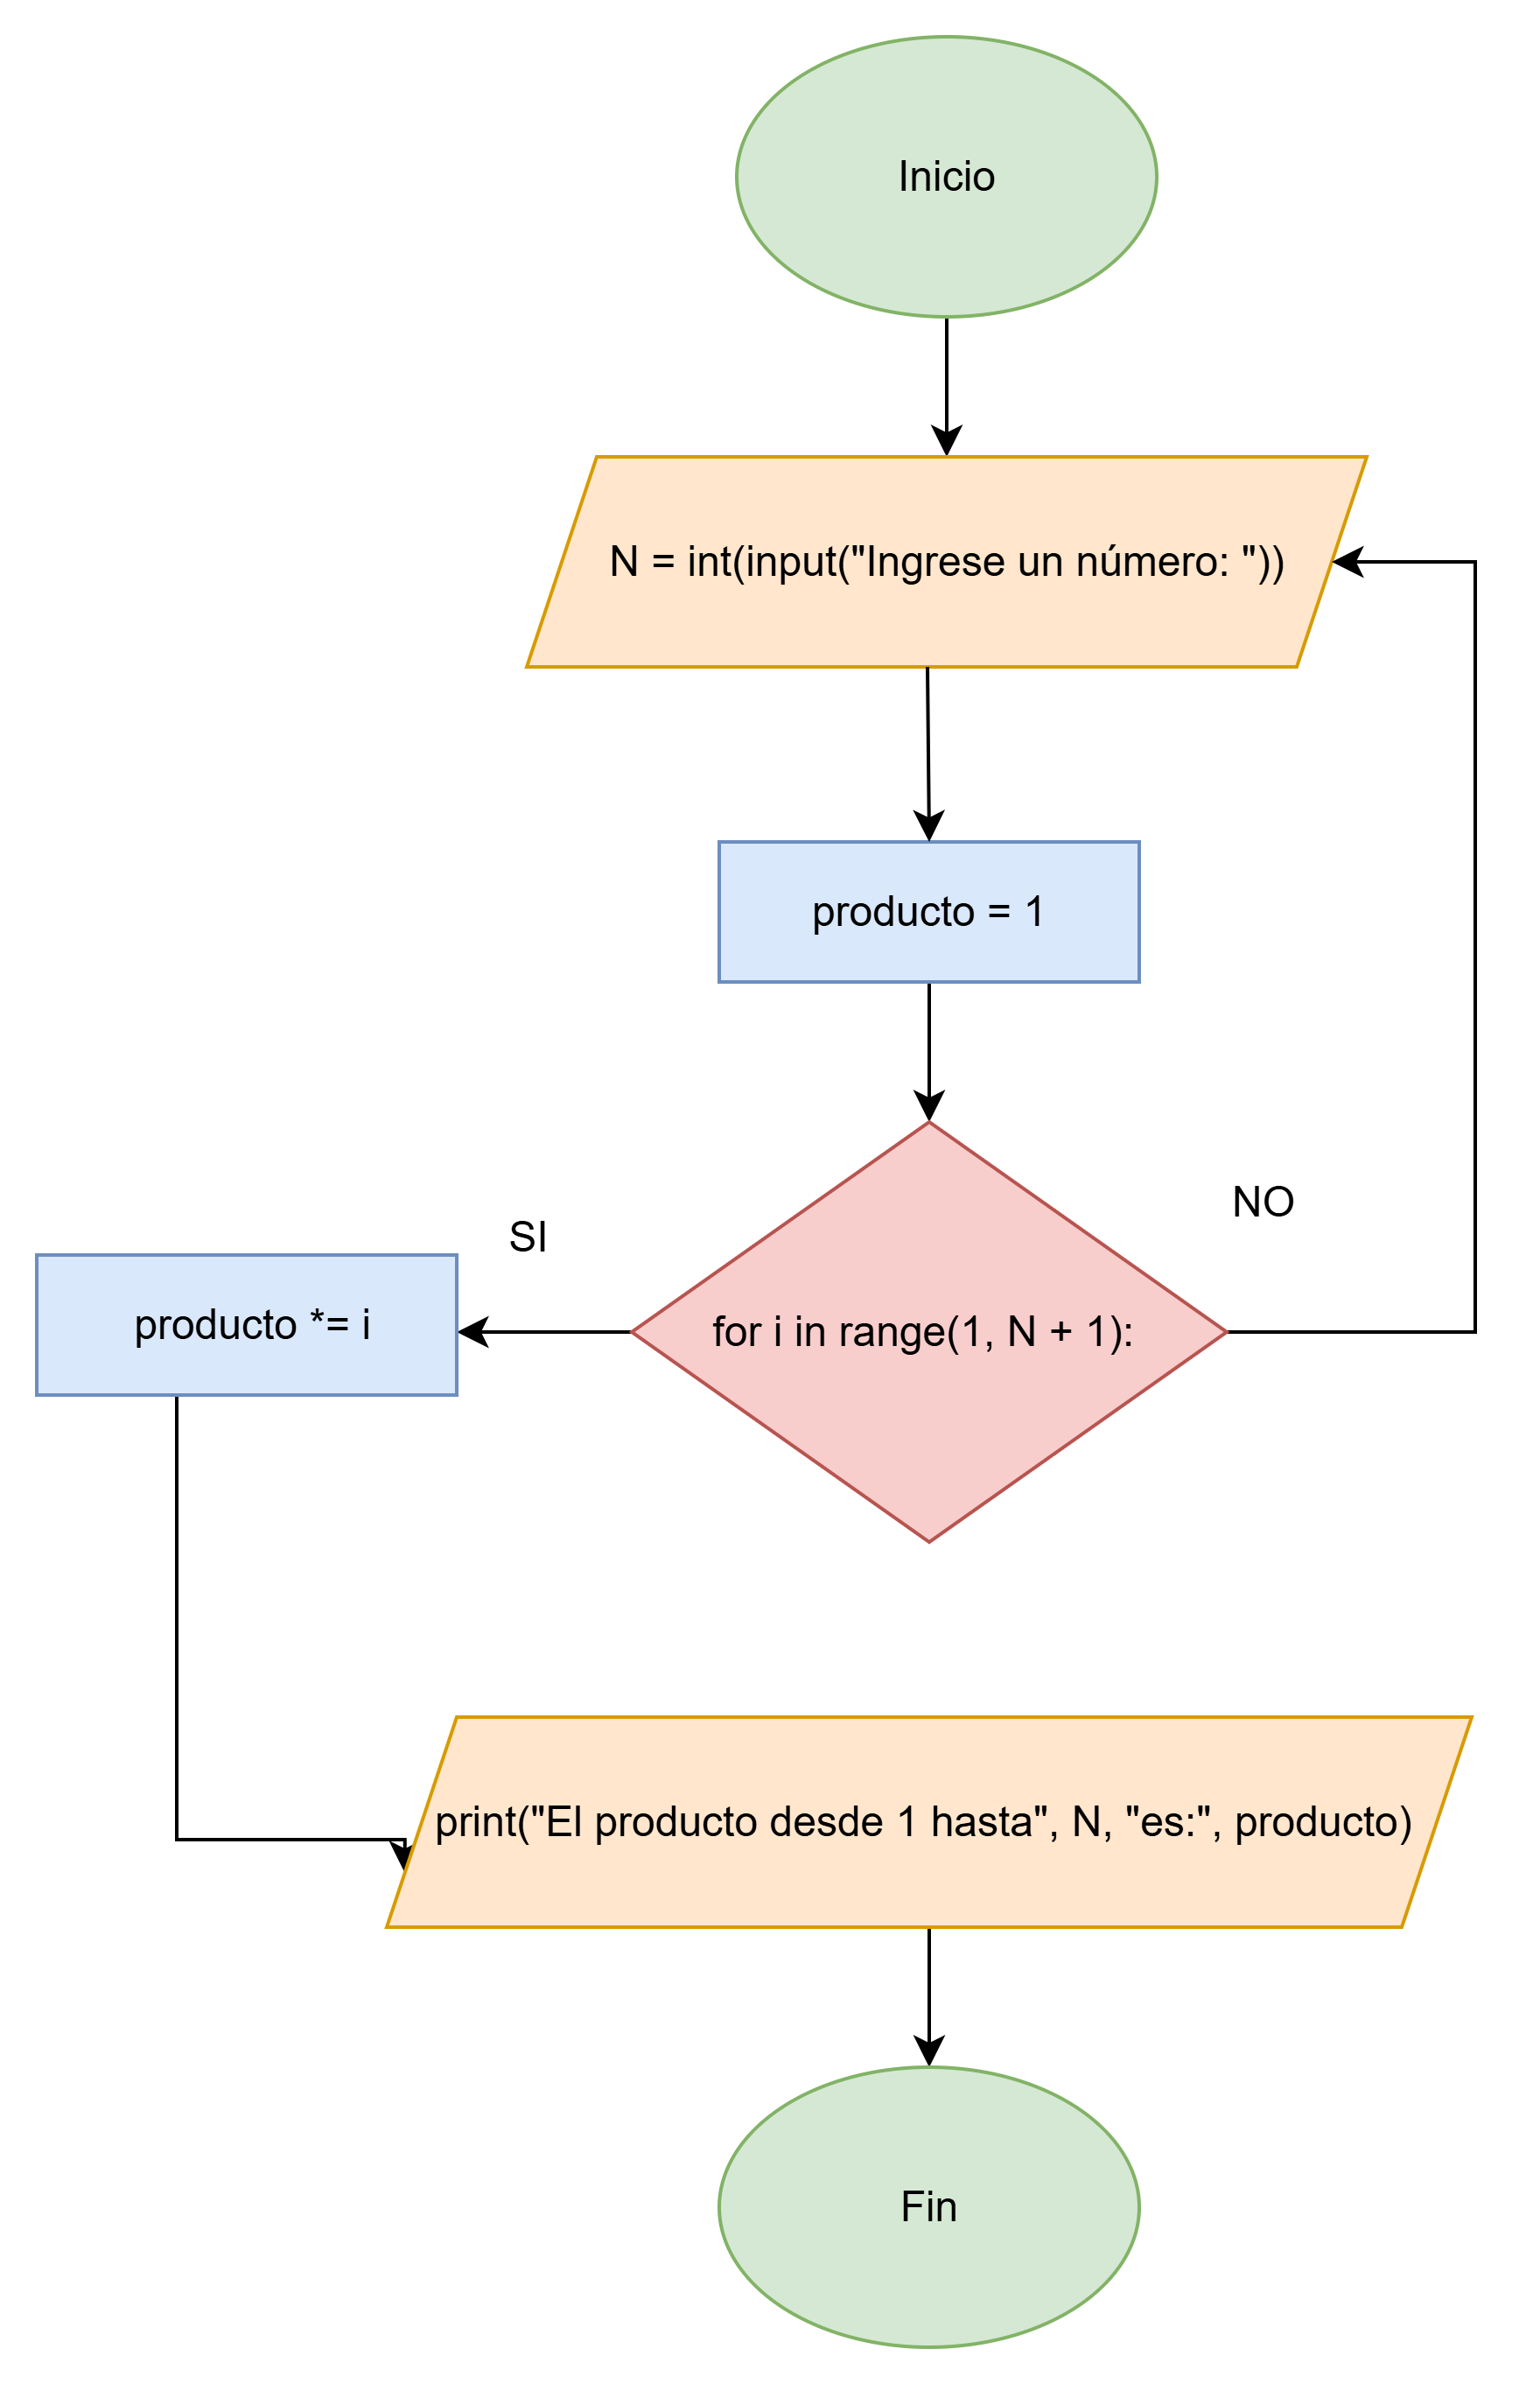 Inicio
N = int(input("Ingrese un número: "))
producto = 1
NO
SI
producto *= i
for i in range(1, N + 1):
print("El producto desde 1 hasta", N, "es:", producto)
Fin